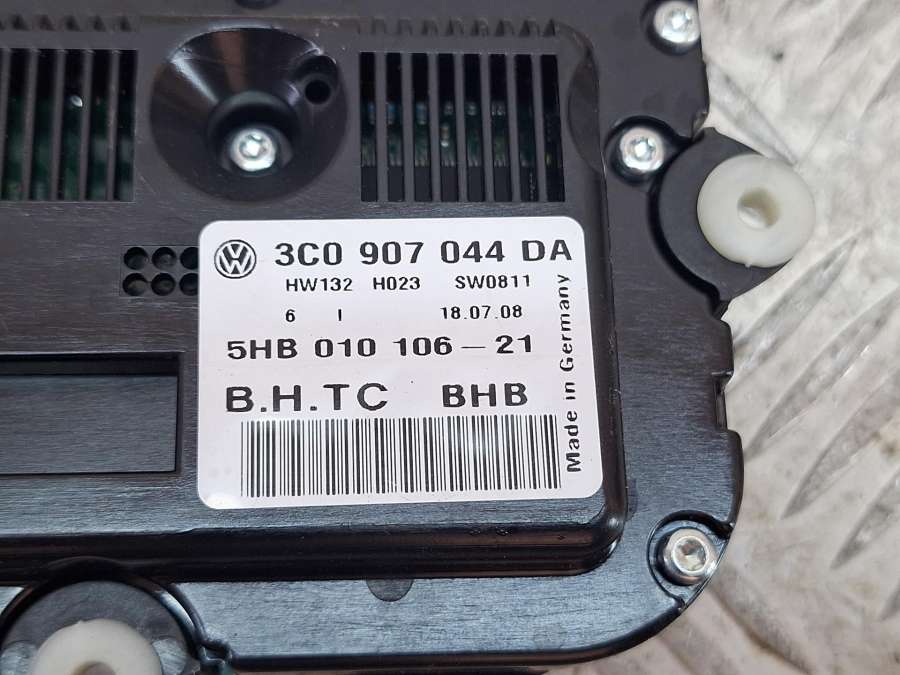 3C0 907 044 DA
HW132 H023 SW0811
6 I 18.07.08
5HB 010 106-21
B.H.TC BHB
Made in Germany